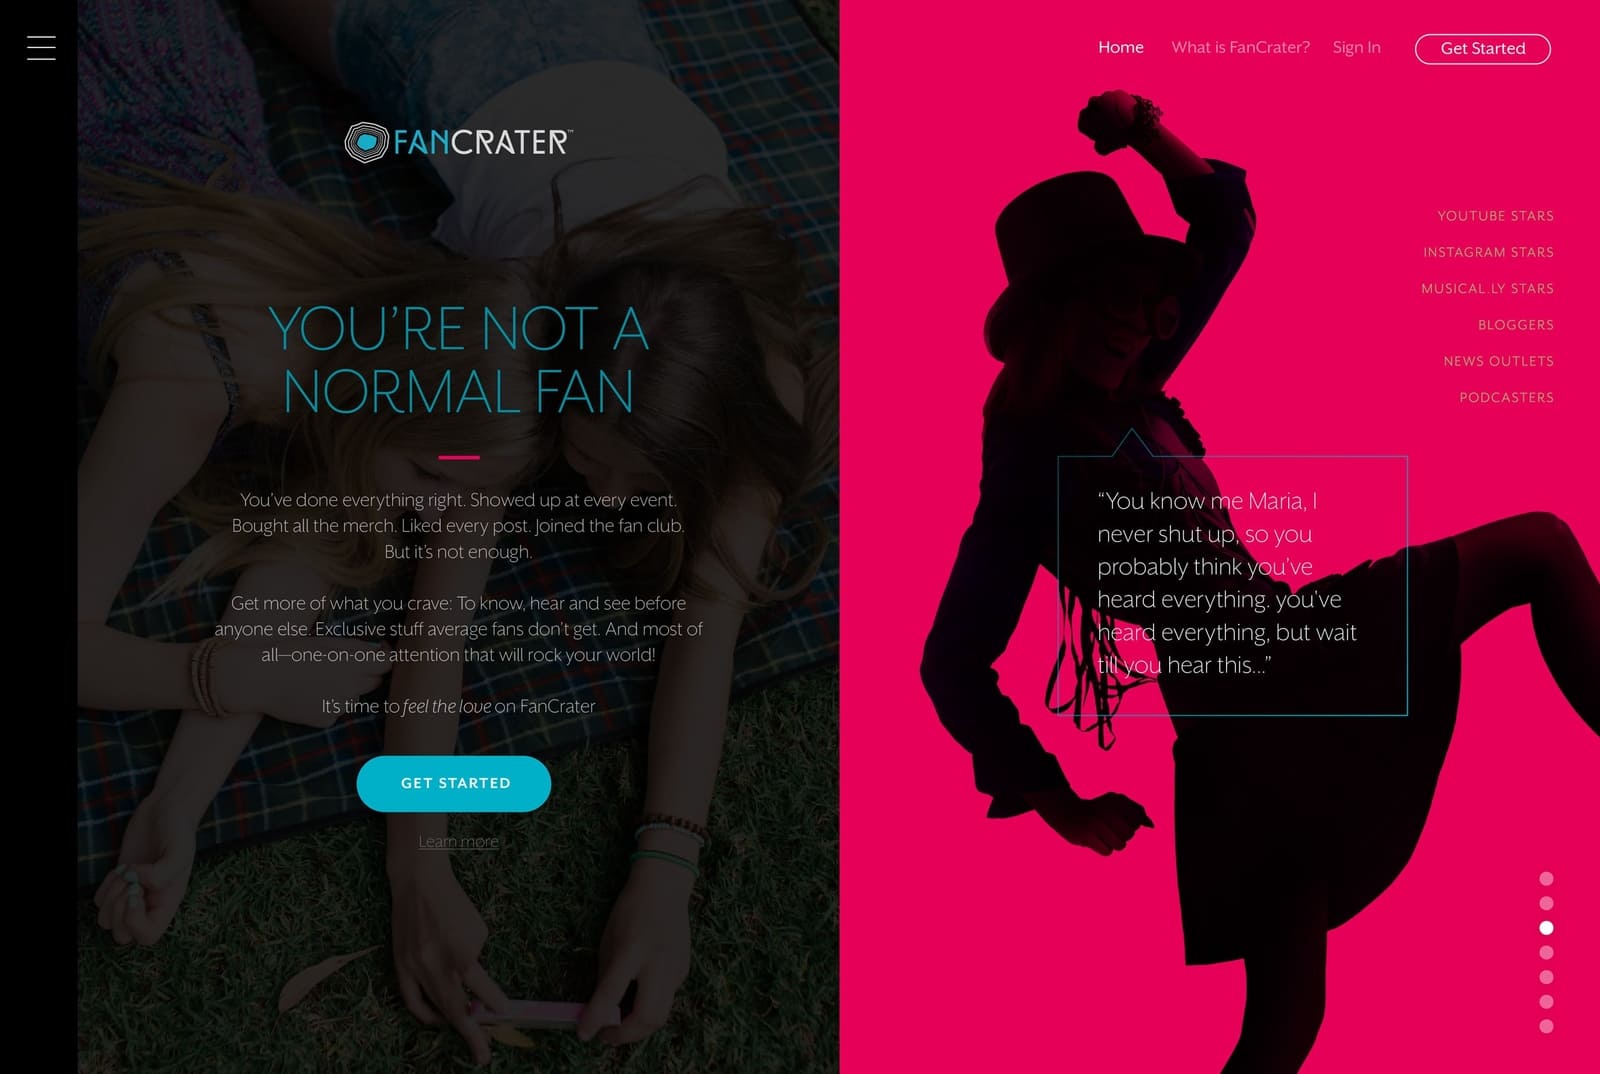 Home What is FanCrater? Sign In Get Started
FANCRATER™
YOU'RE NOT A
NORMAL FAN
You've done everything right. Showed up at every event.
Bought all the merch. Liked every post. Joined the fan club.
But it's not enough.
Get more of what you crave: To know, hear and see before
anyone else. Exclusive stuff average fans don't get. And most of
all—one-on-one attention that will rock your world!
It's time to feel the love on FanCrater
GET STARTED
Learn more
YOUTUBE STARS
INSTAGRAM STARS
MUSICAL.LY STARS
BLOGGERS
NEWS OUTLETS
PODCASTERS
“You know me Maria, I
never shut up, so you
probably think you've
heard everything. you've
heard everything, but wait
till you hear this...”